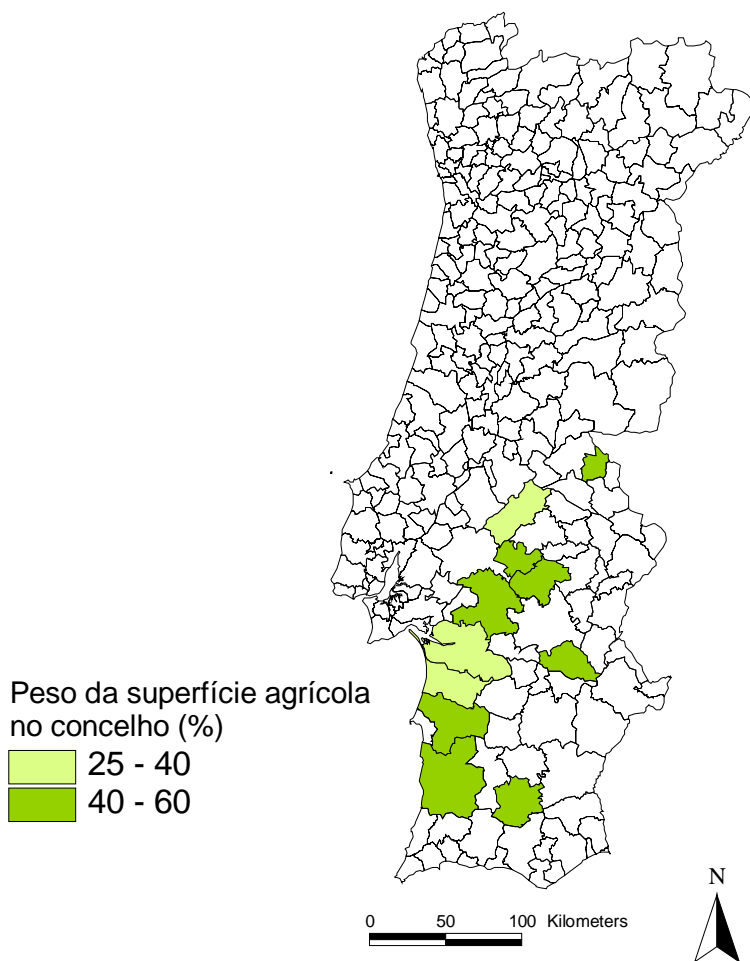 Peso da superfície agrícola
no concelho (%)
25 - 40
40 - 60
N
0 50 100 Kilometers